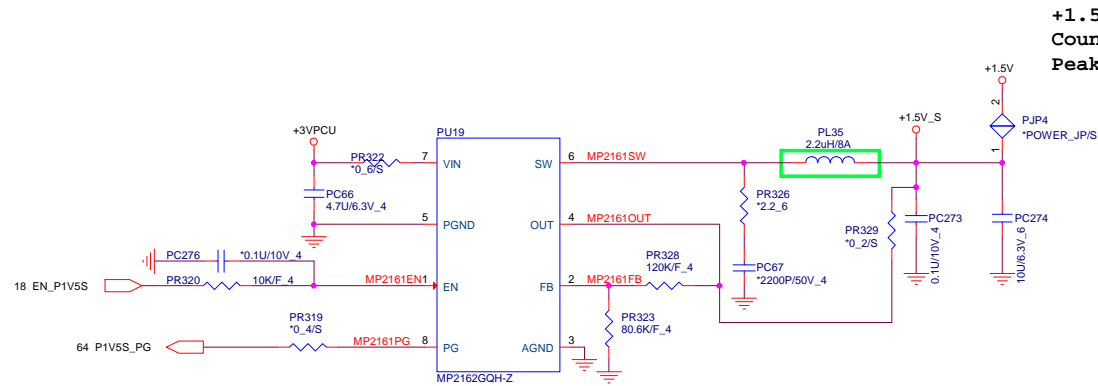 +1.5
Coun
Peak
+1.5V
2
PJP4
*POWER_JP/S
1
+1.5V_S
+3VPCU
PU19
PL35
2.2uH/8A
PR322
*0_6/S
7
VIN
SW
6
MP2161SW
PC66
4.7U/6.3V_4
PR326
*2.2_6
5
PGND
OUT
4
MP2161OUT
PR329
*0_2/S
PC273
0.1U/10V_4
PC274
10U/6.3V_6
PC276
*0.1U/10V_4
PR328
120K/F_4
PC67
*2200P/50V_4
18 EN_P1V5S
PR320
10K/F_4
MP2161EN
1
EN
FB
2
MP2161FB
PR319
*0_4/S
PR323
80.6K/F_4
64 P1V5S_PG
MP2161PG
8
PG
AGND
3
MP2162GQH-Z